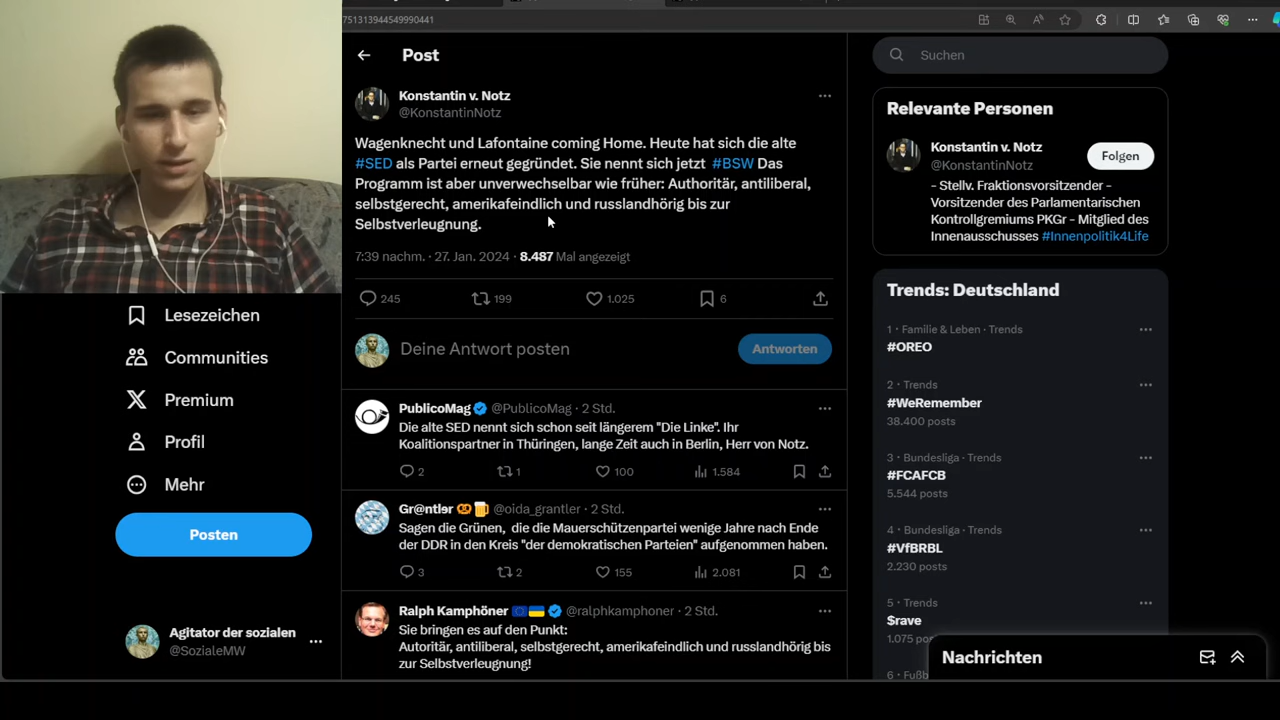 751313944549990441
Post
Konstantin v. Notz
@KonstantinNotz
Wagenknecht und Lafontaine coming Home. Heute hat sich die alte
#SED als Partei erneut gegründet. Sie nennt sich jetzt #BSW Das
Programm ist aber unverwechselbar wie früher: Authoritär, antiliberal,
selbstgerecht, amerikafeindlich und russlandhörig bis zur
Selbstverleugnung.
7:39 nachm. · 27. Jan. 2024 · 8.487 Mal angezeigt
245 199 1.025 6
Deine Antwort posten
Antworten
PublicoMag @PublicoMag · 2 Std.
Die alte SED nennt sich schon seit längerem "Die Linke". Ihr
Koalitionspartner in Thüringen, lange Zeit auch in Berlin, Herr von Notz.
2 1 100 1.584
Gr@ntler @oida_grantler · 2 Std.
Sagen die Grünen, die die Mauerschützenpartei wenige Jahre nach Ende
der DDR in den Kreis "der demokratischen Parteien" aufgenommen haben.
3 2 155 2.081
Ralph Kamphöner @ralphkamphoner · 2 Std.
Sie bringen es auf den Punkt:
Autoritär, antiliberal, selbstgerecht, amerikafeindlich und russlandhörig bis
zur Selbstverleugnung!
Lesezeichen
Communities
Premium
Profil
Mehr
Posten
Agitator der sozialen
@SozialeMW
Suchen
Relevante Personen
Konstantin v. Notz
@KonstantinNotz
Folgen
- Stellv. Fraktionsvorsitzender -
Vorsitzender des Parlamentarischen
Kontrollgremiums PKGr - Mitglied des
Innenausschusses #Innenpolitik4Life
Trends: Deutschland
1 · Familie & Leben · Trends
#OREO
2 · Trends
#WeRemember
38.400 posts
3 · Bundesliga · Trends
#FCAFCB
5.544 posts
4 · Bundesliga · Trends
#VfBRBL
2.230 posts
5 · Trends
$rave
1.075 posts
6 · Fußb
Nachrichten